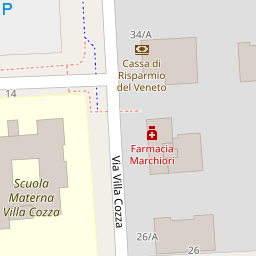 P
34/A
Cassa di
Risparmio
del Veneto
14
Farmacia
Marchiori
Scuola
Materna
Villa Cozza
Via Villa Cozza
26/A
26